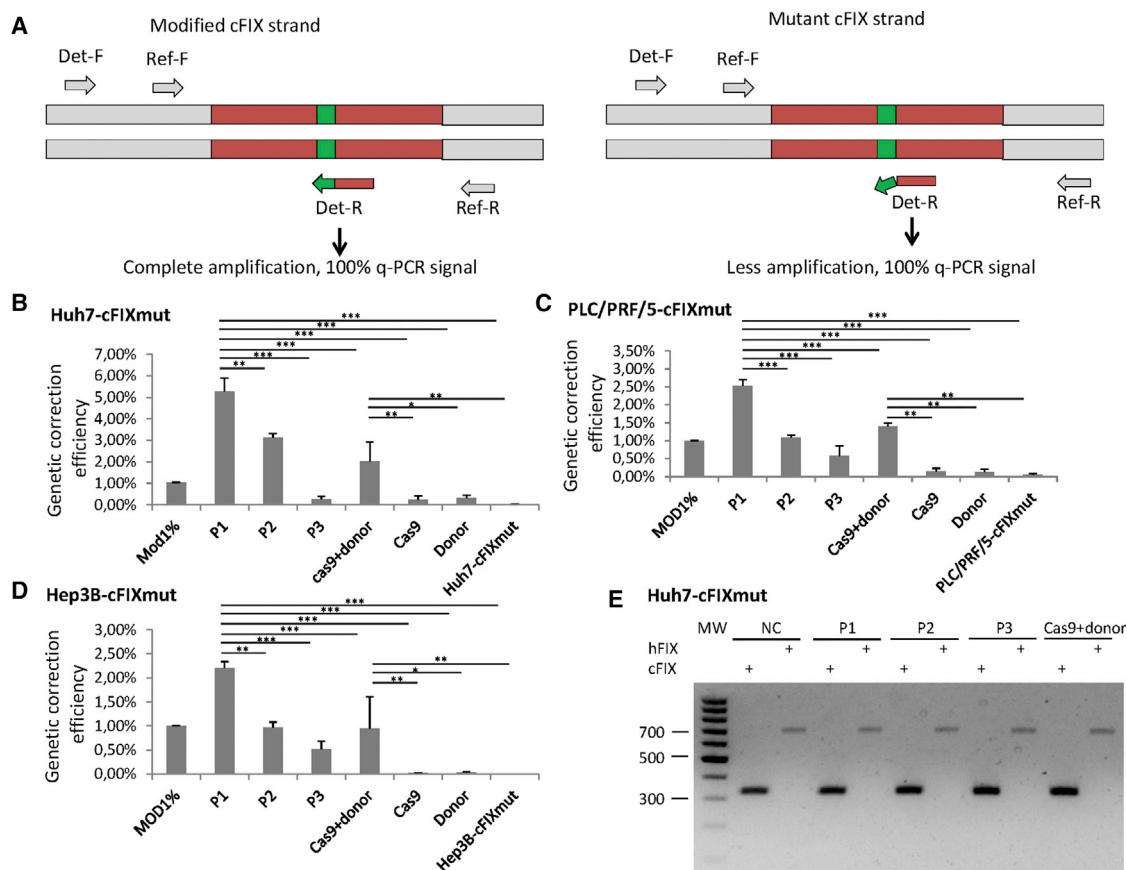 A
Modified cFIX strand
Mutant cFIX strand
Det-F
Ref-F
Det-F
Ref-F
Det-R
Ref-R
Det-R
Ref-R
Complete amplification, 100% q-PCR signal
Less amplification, 100% q-PCR signal
B
Huh7-cFIXmut
Genetic correction
efficiency
7,00%
6,00%
5,00%
4,00%
3,00%
2,00%
1,00%
0,00%
***
***
***
***
***
**
**
*
**
Mod1%
P1
P2
P3
cas9+donor
Cas9
Donor
Huh7-cFIXmut
C
PLC/PRF/5-cFIXmut
Genetic correction
efficiency
3,50%
3,00%
2,50%
2,00%
1,50%
1,00%
0,50%
0,00%
***
***
***
***
***
***
**
**
**
MOD1%
P1
P2
P3
Cas9+donor
Cas9
Donor
PLC/PRF/5-cFIXmut
D
Hep3B-cFIXmut
Genetic correction
efficiency
3,00%
2,50%
2,00%
1,50%
1,00%
0,50%
0,00%
***
***
***
***
***
**
**
*
**
MOD1%
P1
P2
P3
Cas9+donor
Cas9
Donor
Hep3B-cFIXmut
E
Huh7-cFIXmut
MW NC P1 P2 P3 Cas9+donor
hFIX + + + + +
cFIX + + + + +
700
500
300